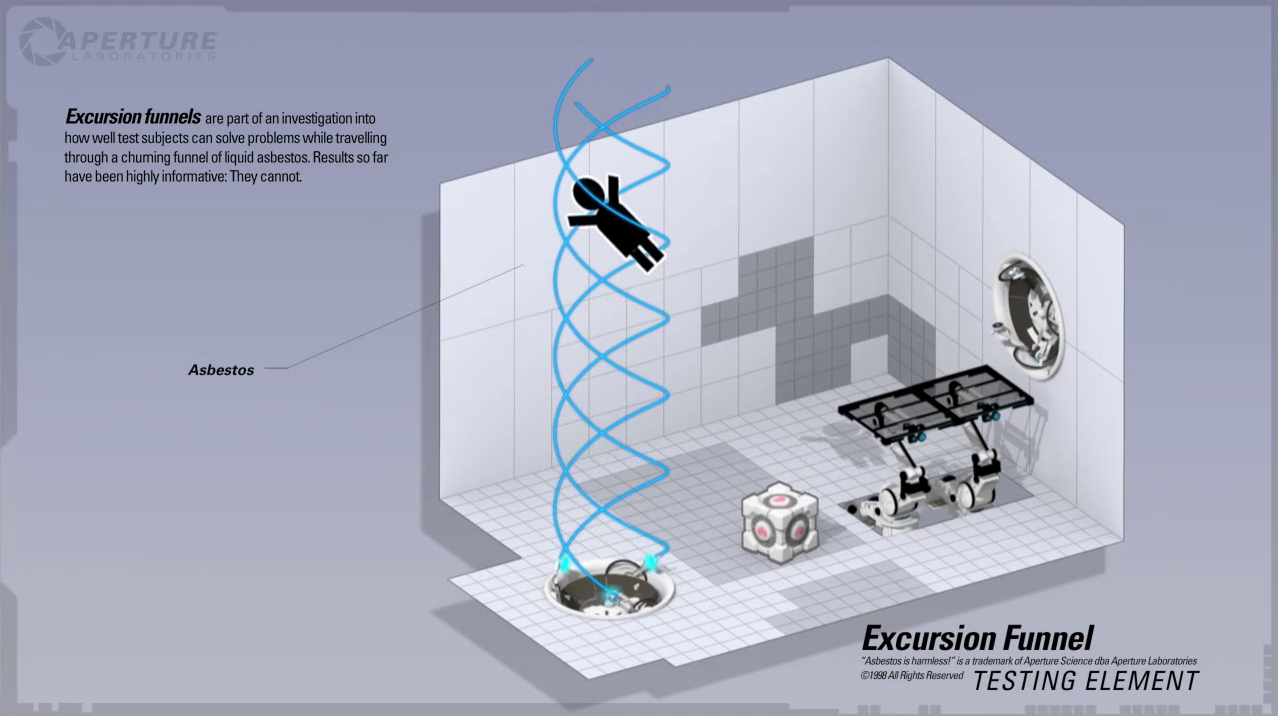 APERTURE
LABORATORIES
Excursion funnels are part of an investigation into
how well test subjects can solve problems while travelling
through a churning funnel of liquid asbestos. Results so far
have been highly informative: They cannot.
Asbestos
Excursion Funnel
"Asbestos is harmless!" is a trademark of Aperture Science dba Aperture Laboratories
©1998 All Rights Reserved
TESTING ELEMENT